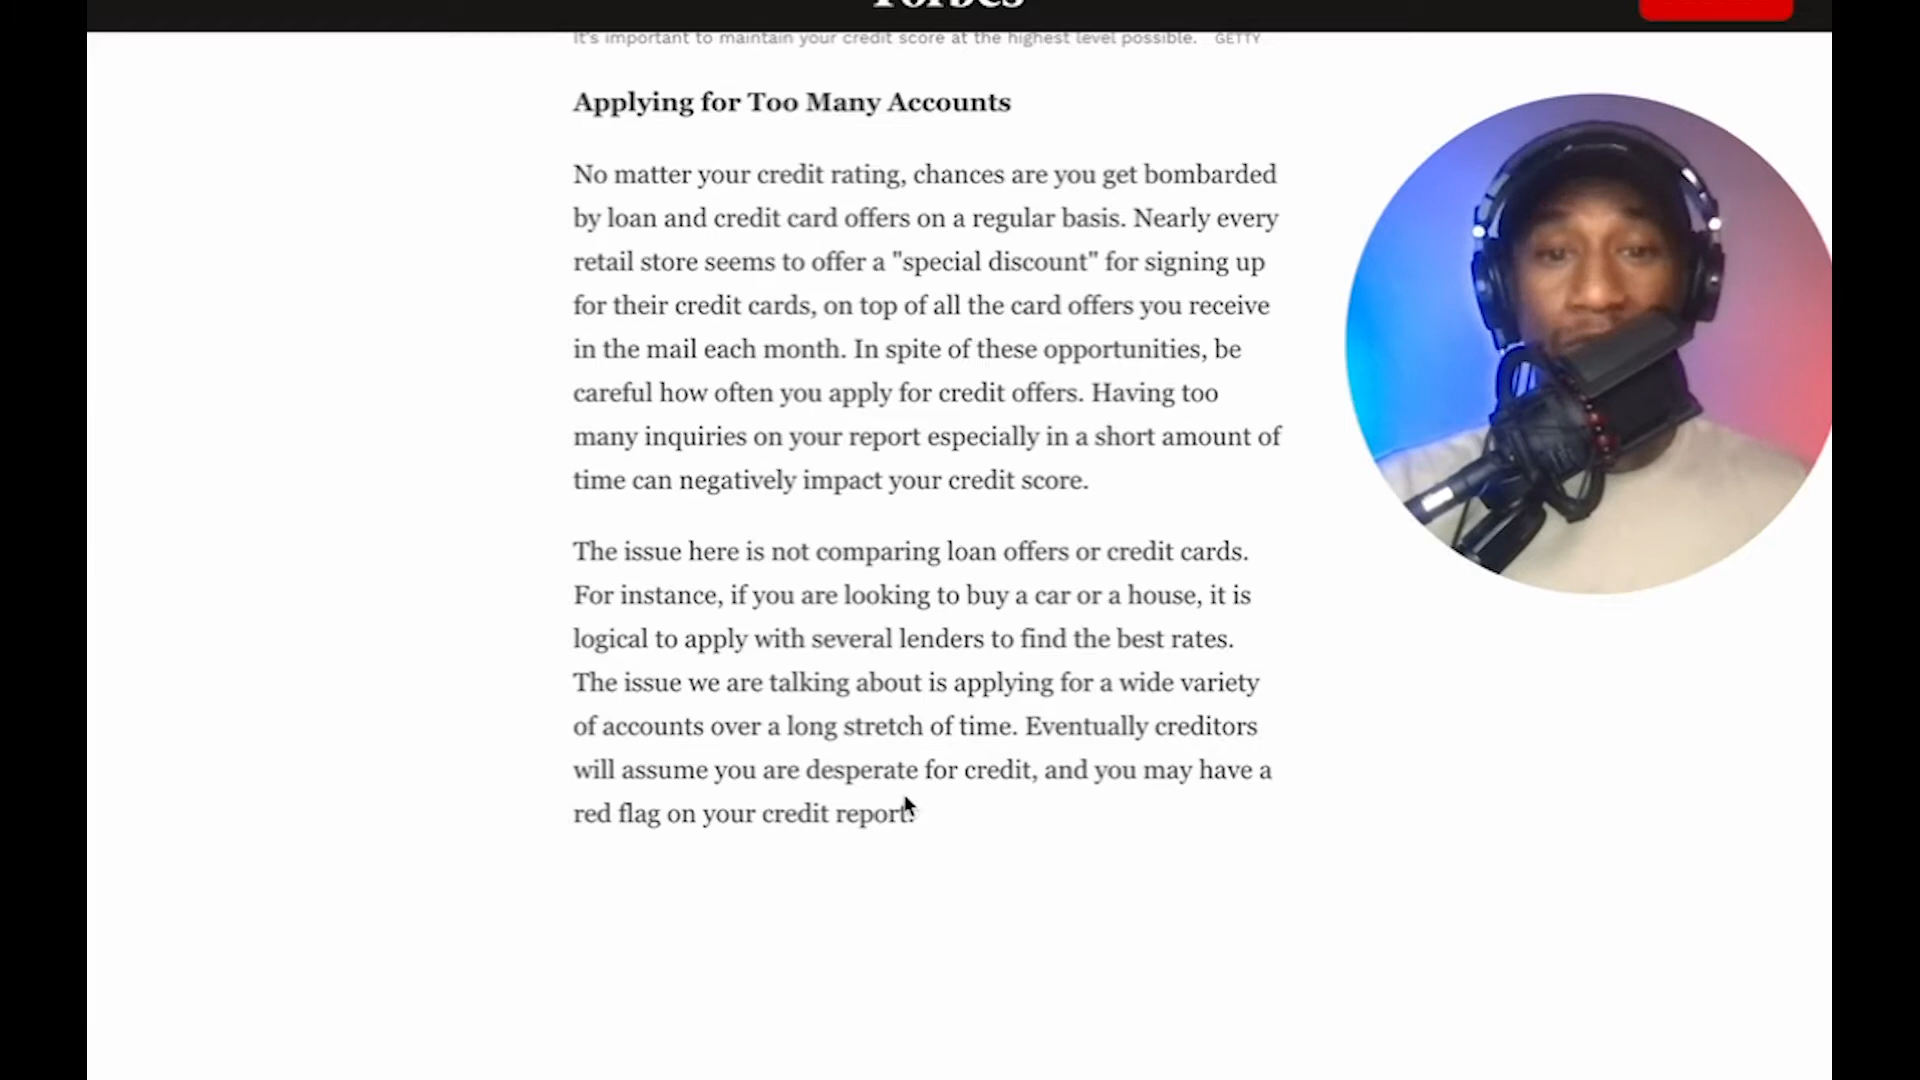 Forbes
It's important to maintain your credit score at the highest level possible. GETTY
Applying for Too Many Accounts
No matter your credit rating, chances are you get bombarded
by loan and credit card offers on a regular basis. Nearly every
retail store seems to offer a "special discount" for signing up
for their credit cards, on top of all the card offers you receive
in the mail each month. In spite of these opportunities, be
careful how often you apply for credit offers. Having too
many inquiries on your report especially in a short amount of
time can negatively impact your credit score.
The issue here is not comparing loan offers or credit cards.
For instance, if you are looking to buy a car or a house, it is
logical to apply with several lenders to find the best rates.
The issue we are talking about is applying for a wide variety
of accounts over a long stretch of time. Eventually creditors
will assume you are desperate for credit, and you may have a
red flag on your credit report.